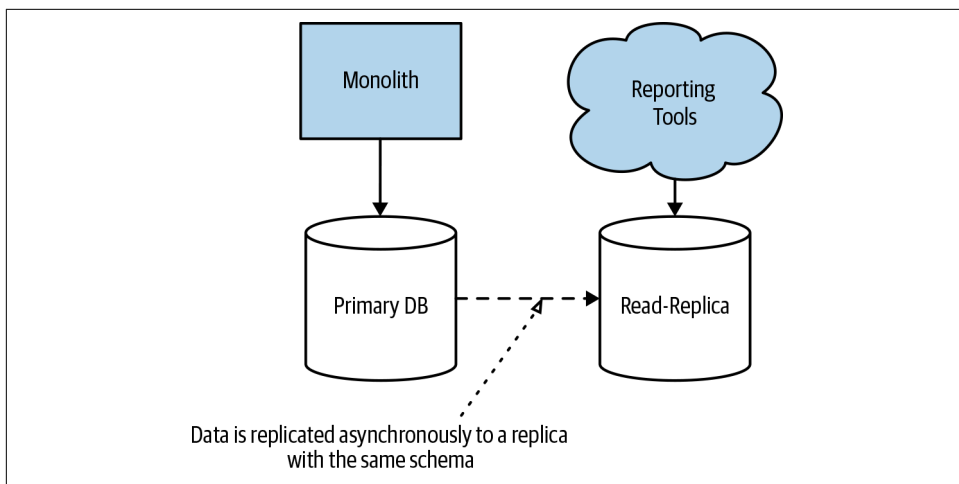 Monolith
Reporting
Tools
Primary DB
Read-Replica
Data is replicated asynchronously to a replica
with the same schema